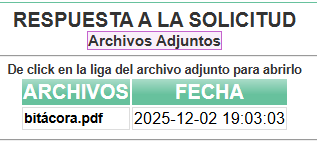 RESPUESTA A LA SOLICITUD
Archivos Adjuntos
De click en la liga del archivo adjunto para abrirlo
ARCHIVOS FECHA
bitácora.pdf 2025-12-02 19:03:03